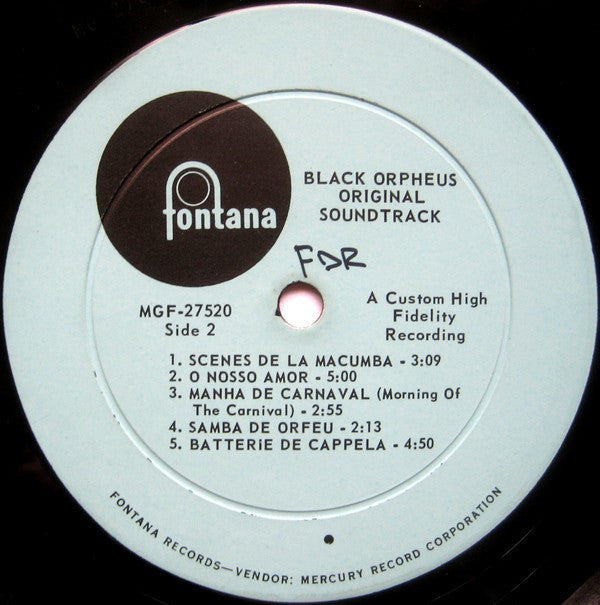 fontana
BLACK ORPHEUS
ORIGINAL
SOUNDTRACK
FDR
MGF-27520
Side 2
A Custom High
Fidelity
Recording
1. SCENES DE LA MACUMBA - 3:09
2. O NOSSO AMOR - 5:00
3. MANHA DE CARNAVAL (Morning Of
The Carnival) - 2:55
4. SAMBA DE ORFEU - 2:13
5. BATTERiE DE CAPPELA - 4:50
FONTANA RECORDS—VENDOR: MERCURY RECORD CORPORATION